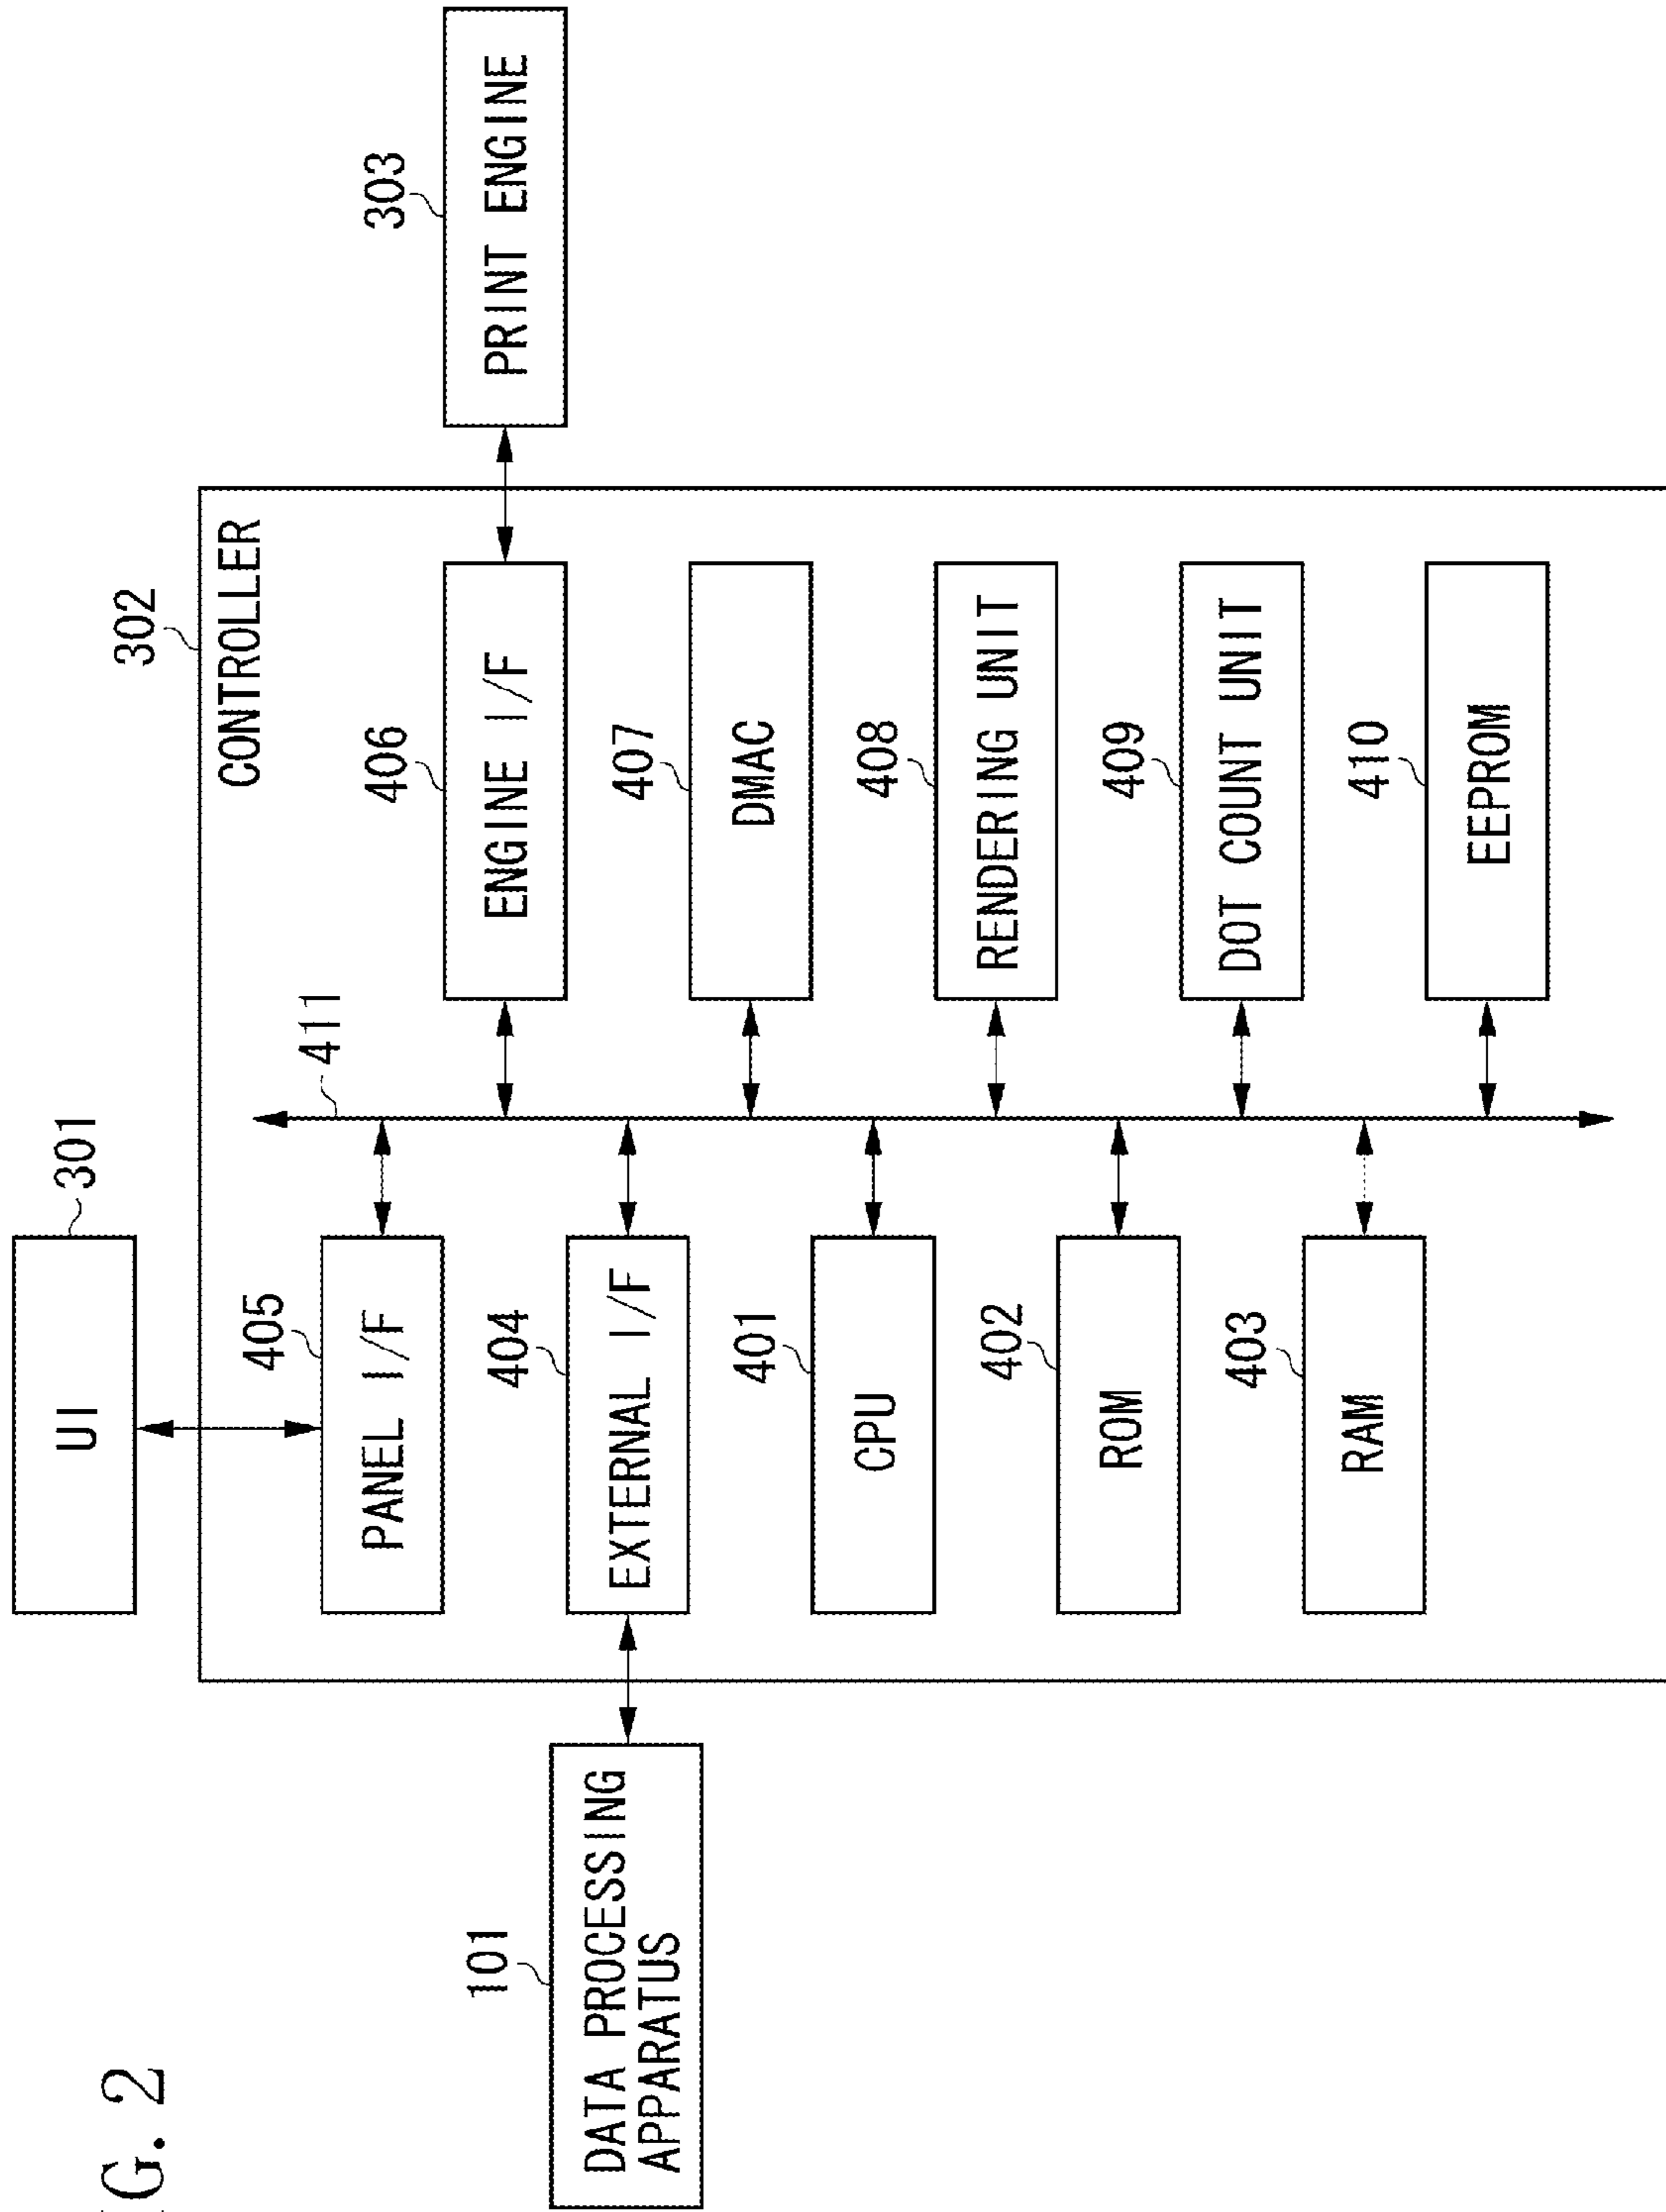 G. 2
UI
301
302
CONTROLLER
411
405
PANEL I/F
406
ENGINE I/F
303
PRINT ENGINE
101
DATA PROCESSING
APPARATUS
404
EXTERNAL I/F
407
DMAC
401
CPU
408
RENDERING UNIT
402
ROM
409
DOT COUNT UNIT
403
RAM
410
EEPROM